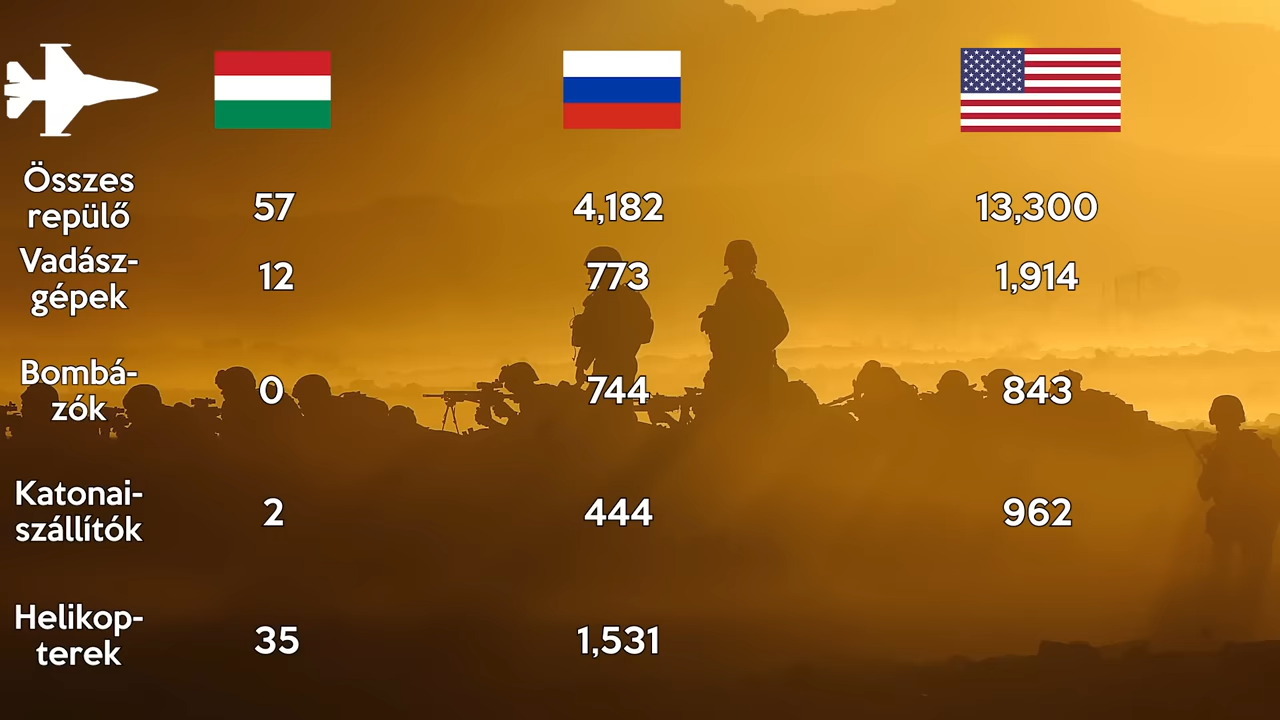 Összes
repülő
57
4,182
13,300
Vadász-
gépek
12
773
1,914
Bombá-
zók
0
744
843
Katonai-
szállítók
2
444
962
Helikop-
terek
35
1,531